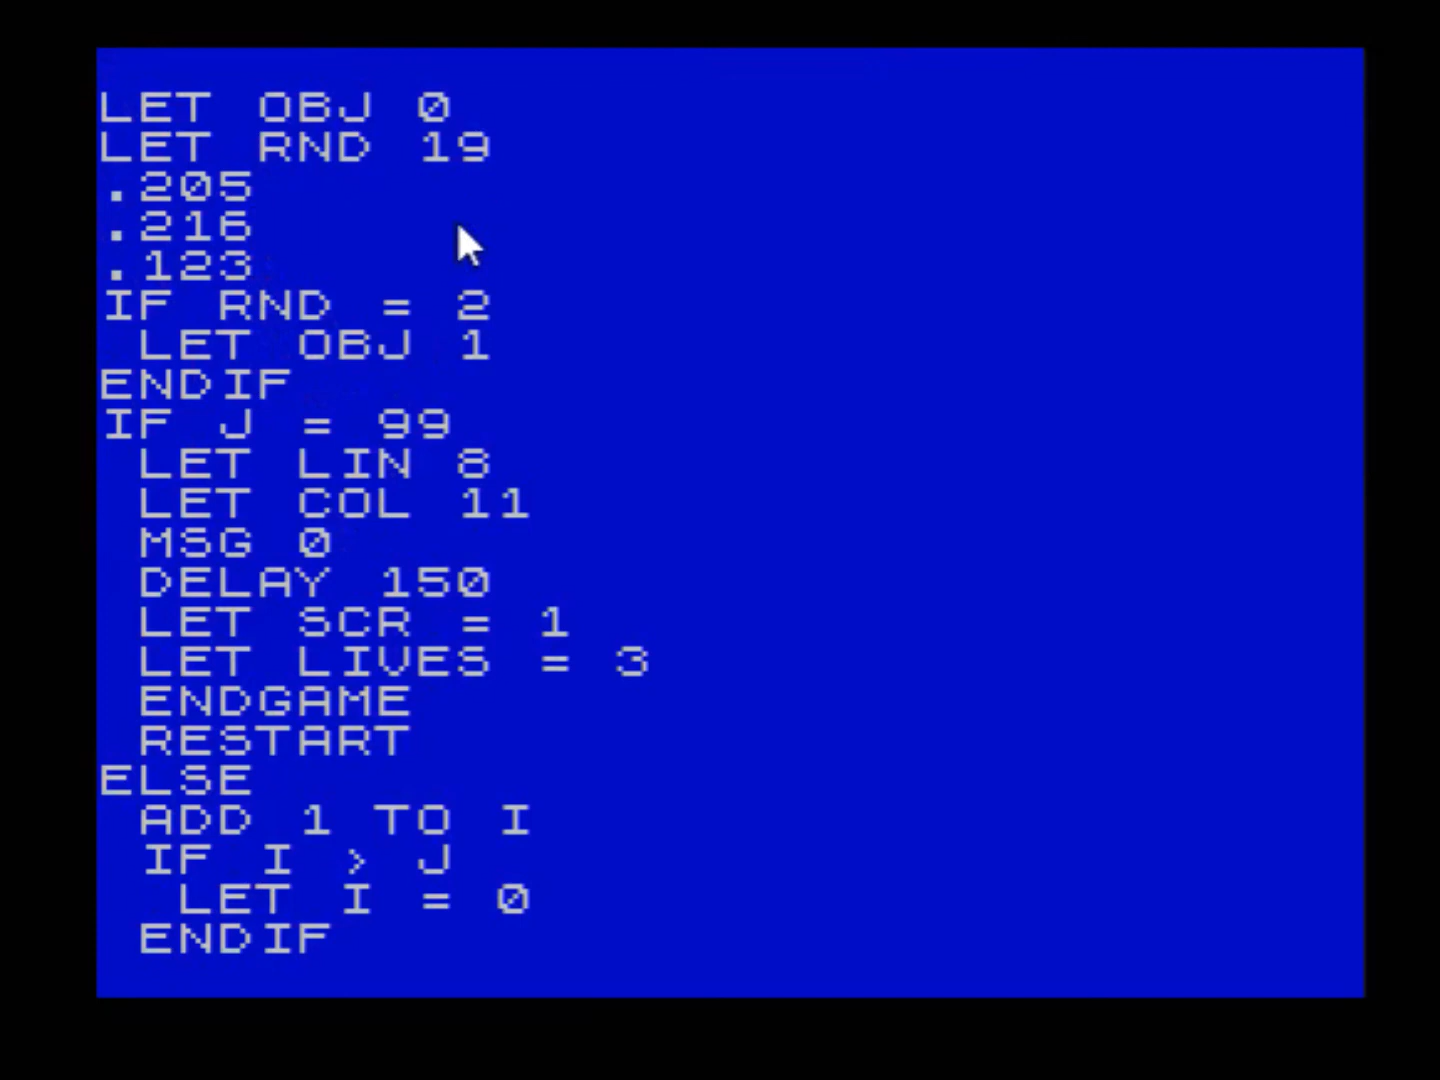 LET OBJ 0
LET RND 19
.205
.216
.123
IF RND = 2
LET OBJ 1
ENDIF
IF J = 99
LET LIN 8
LET COL 11
MSG 0
DELAY 150
LET SCR = 1
LET LIVES = 3
ENDGAME
RESTART
ELSE
ADD 1 TO I
IF I > J
LET I = 0
ENDIF